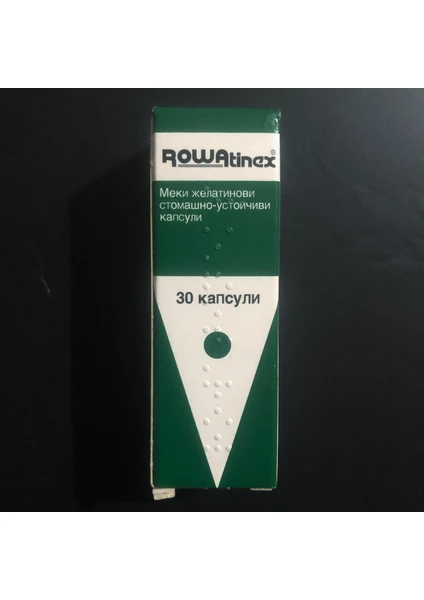 ROWAtinex®
Меки желатинови
стомашно-устойчиви
капсули
30 капсули